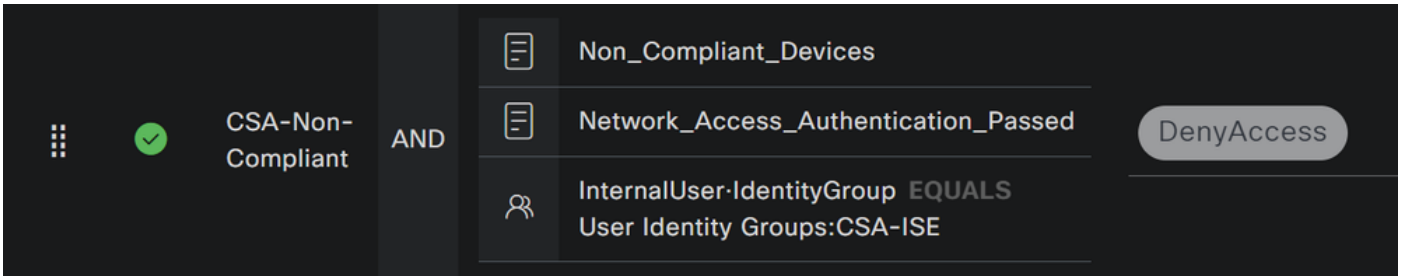 CSA-Non-
Compliant
AND
Non_Compliant_Devices
Network_Access_Authentication_Passed
InternalUser·IdentityGroup EQUALS
User Identity Groups:CSA-ISE
DenyAccess